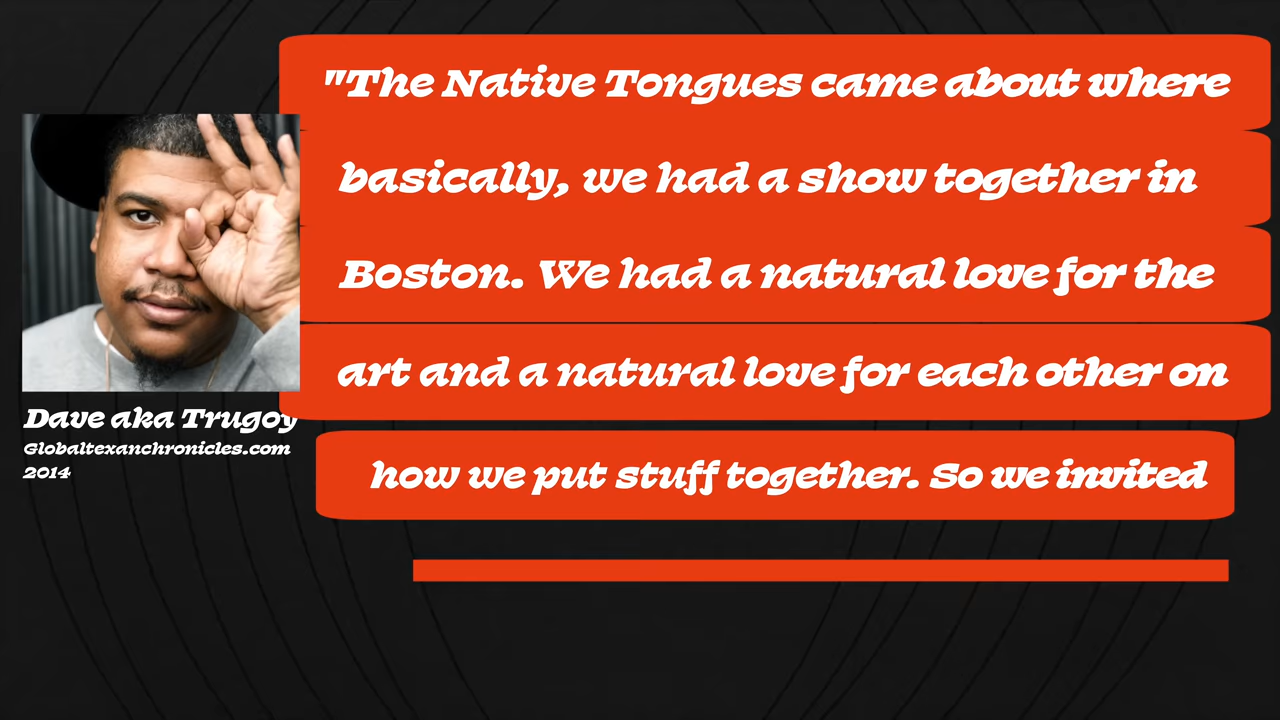 "The Native Tongues came about where
basically, we had a show together in
Boston. We had a natural love for the
art and a natural love for each other on
how we put stuff together. So we invited
Dave aka Trugoy
Globaltexanchronicles.com
2014